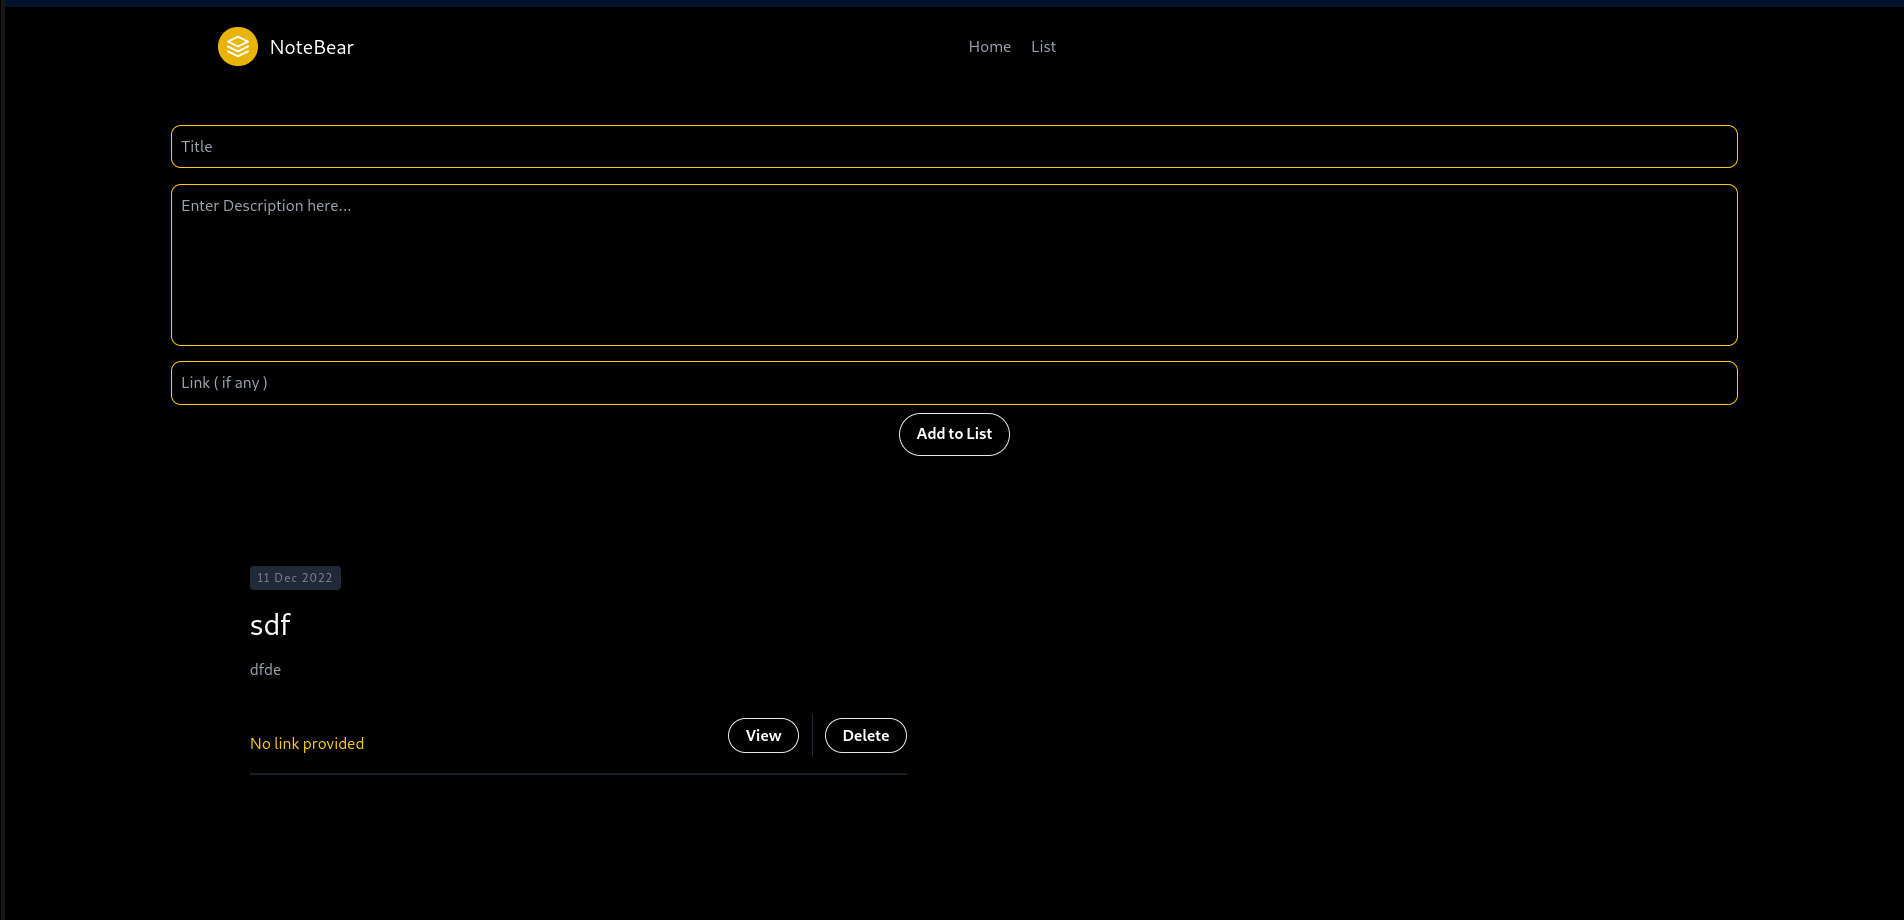 NoteBear
Home List
Title
Enter Description here...
Link ( if any )
Add to List
11 Dec 2022
sdf
dfde
No link provided
View
Delete